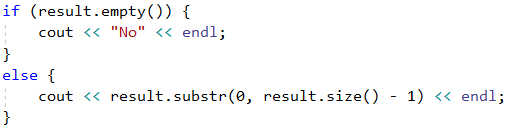 if (result.empty()) {
    cout << "No" << endl;
}
else {
    cout << result.substr(0, result.size() - 1) << endl;
}